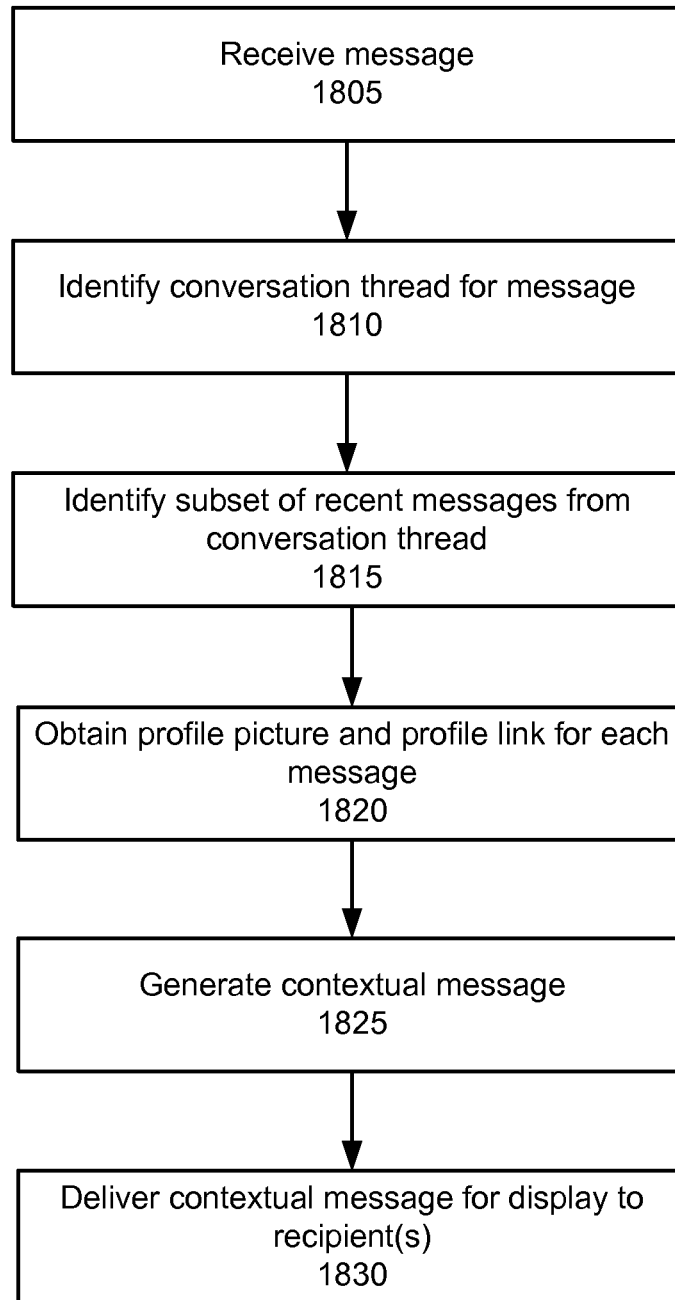 Receive message
1805
Identify conversation thread for message
1810
Identify subset of recent messages from
conversation thread
1815
Obtain profile picture and profile link for each
message
1820
Generate contextual message
1825
Deliver contextual message for display to
recipient(s)
1830